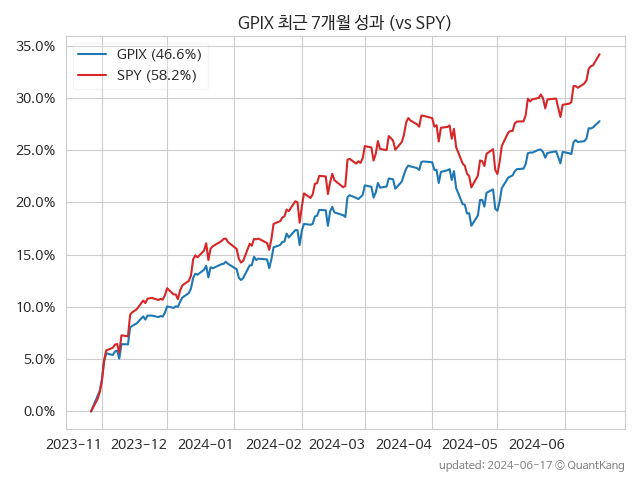 GPIX 최근 7개월 성과 (vs SPY)
GPIX (46.6%)
SPY (58.2%)
35.0%
30.0%
25.0%
20.0%
15.0%
10.0%
5.0%
0.0%
2023-11 2023-12 2024-01 2024-02 2024-03 2024-04 2024-05 2024-06
updated: 2024-06-17 © QuantKang